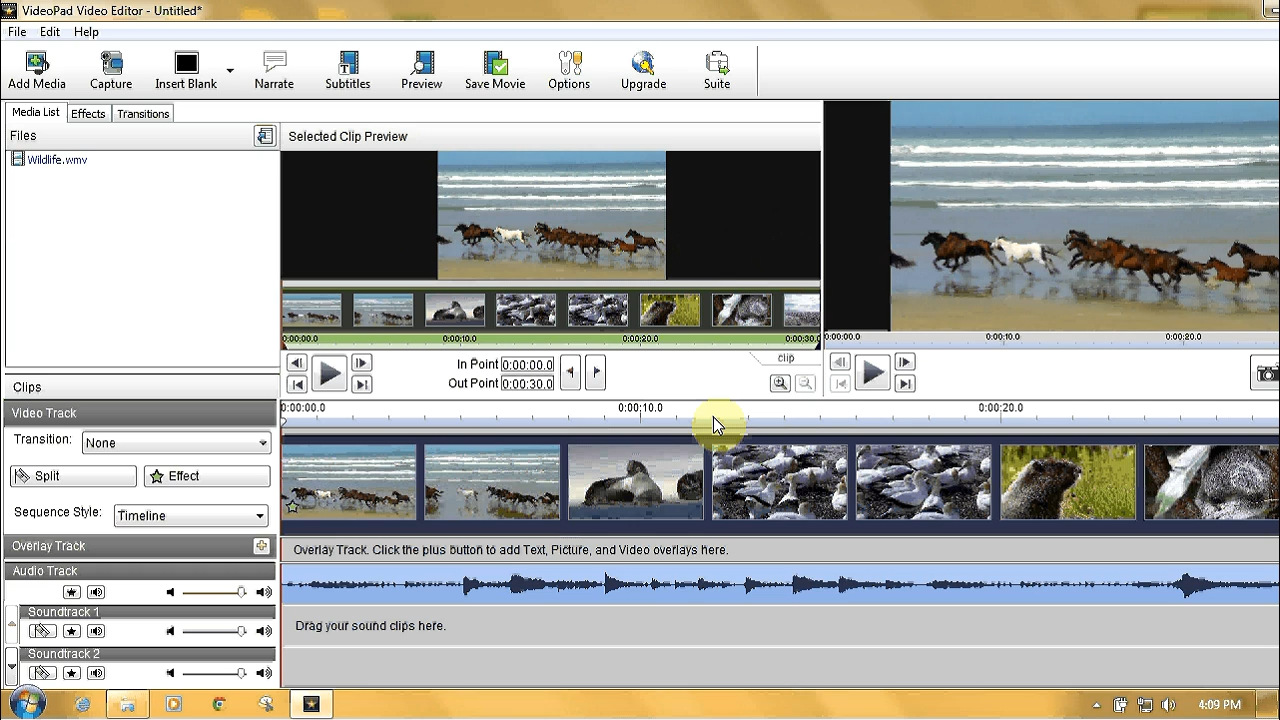 VideoPad Video Editor - Untitled*
File Edit Help
Add Media Capture Insert Blank Narrate Subtitles Preview Save Movie Options Upgrade Suite
Media List Effects Transitions
Files
Selected Clip Preview
Wildlife.wmv
0:00:00.0 0:00:10.0 0:00:20.0 0:00:30.0
0:00:00.0 0:00:10.0 0:00:20.0
In Point 0:00:00.0
clip
Out Point 0:00:30.0
Clips
0:00:00.0 0:00:10.0 0:00:20.0
Video Track
Transition: None
Split Effect
Sequence Style: Timeline
Overlay Track
Overlay Track. Click the plus button to add Text, Picture, and Video overlays here.
Audio Track
Soundtrack 1
Drag your sound clips here.
Soundtrack 2
4:09 PM